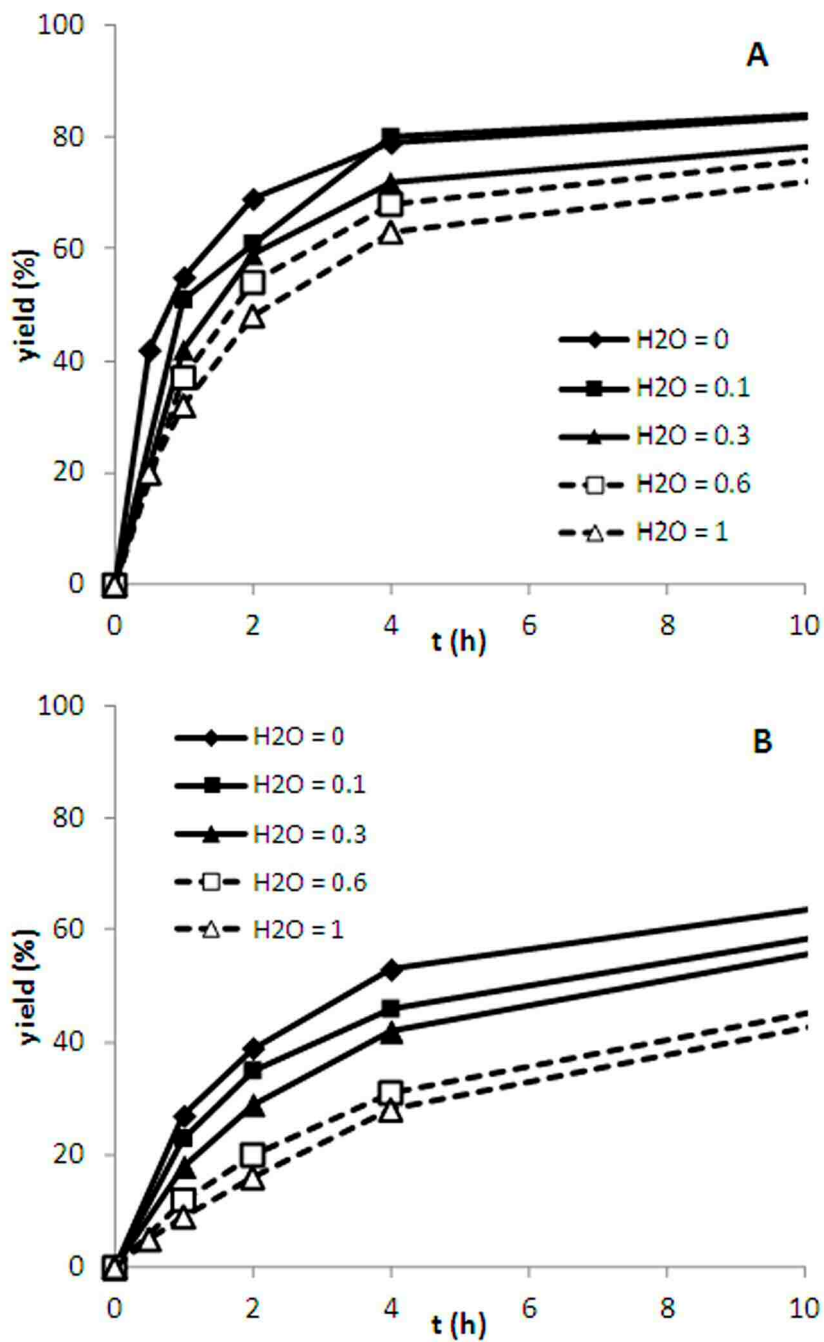 100
A
80
60
yield (%)
40
20
0
H2O = 0
H2O = 0.1
H2O = 0.3
H2O = 0.6
H2O = 1
0 2 4 6 8 10
t (h)
100
B
80
60
yield (%)
40
20
0
H2O = 0
H2O = 0.1
H2O = 0.3
H2O = 0.6
H2O = 1
0 2 4 6 8 10
t (h)